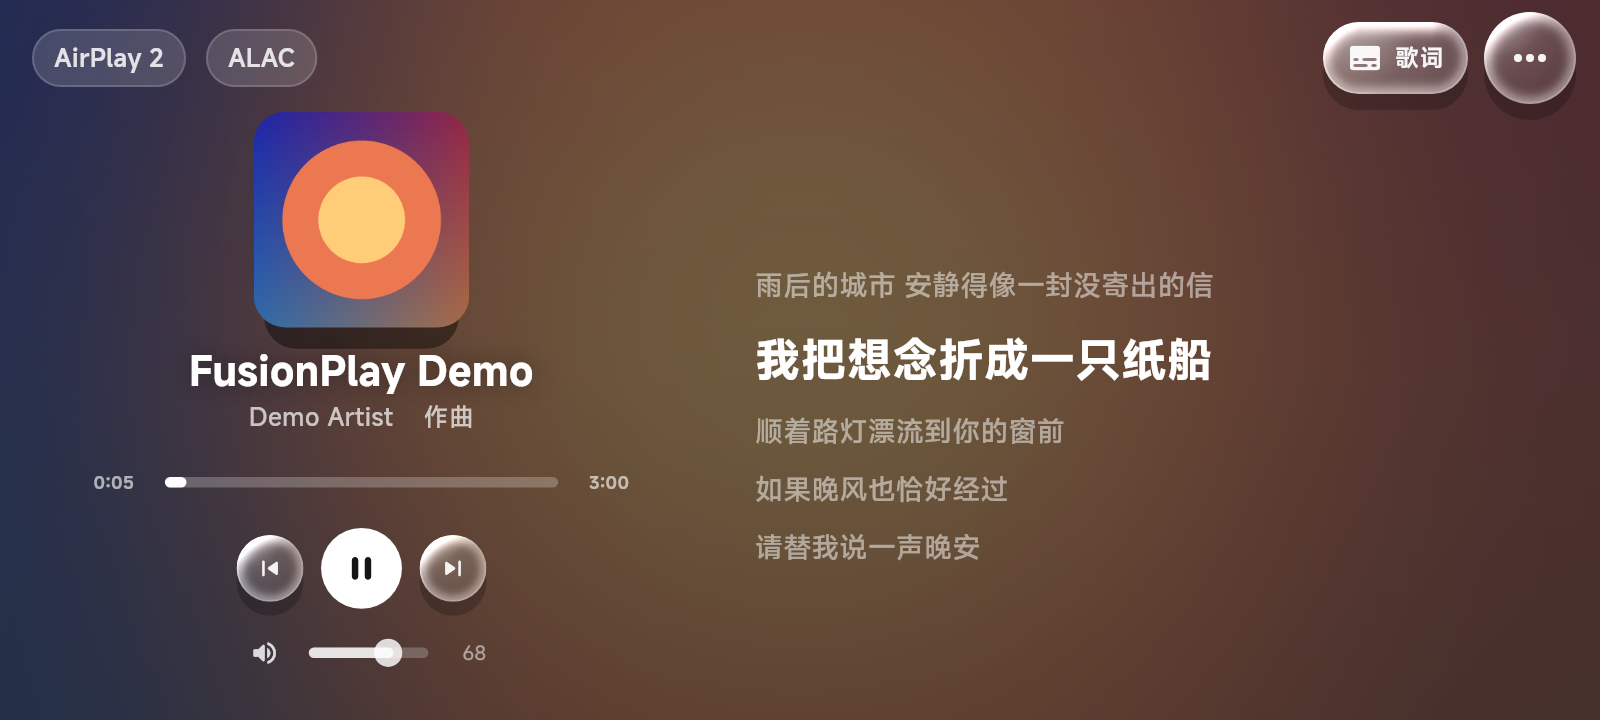 AirPlay 2
ALAC
歌词
FusionPlay Demo
Demo Artist 作曲
0:05
3:00
68
雨后的城市 安静得像一封没寄出的信
我把想念折成一只纸船
顺着路灯漂流到你的窗前
如果晚风也恰好经过
请替我说一声晚安